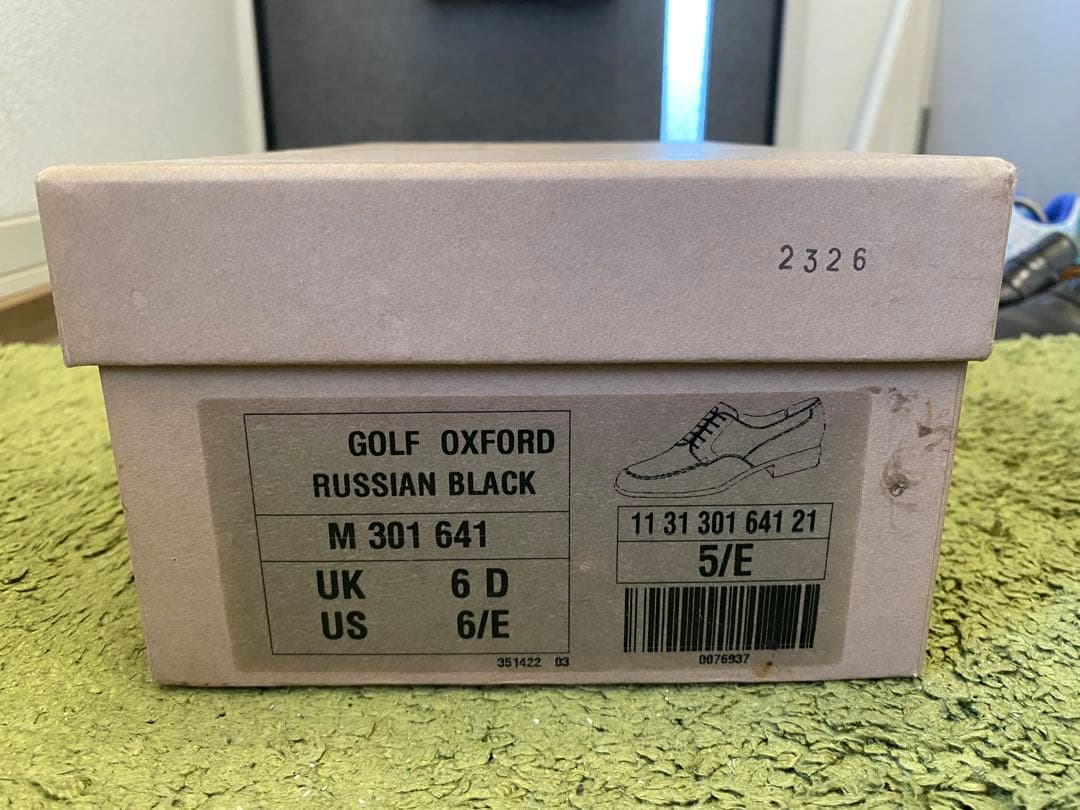 2326
GOLF OXFORD
RUSSIAN BLACK
M 301 641
UK 6 D
US 6/E
351422 03
11 31 301 641 21
5/E
0076937